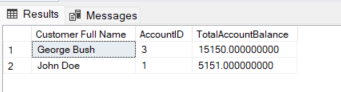 Results Messages
Customer Full Name AccountID TotalAccountBalance
1 George Bush 3 15150.000000000
2 John Doe 1 5151.000000000